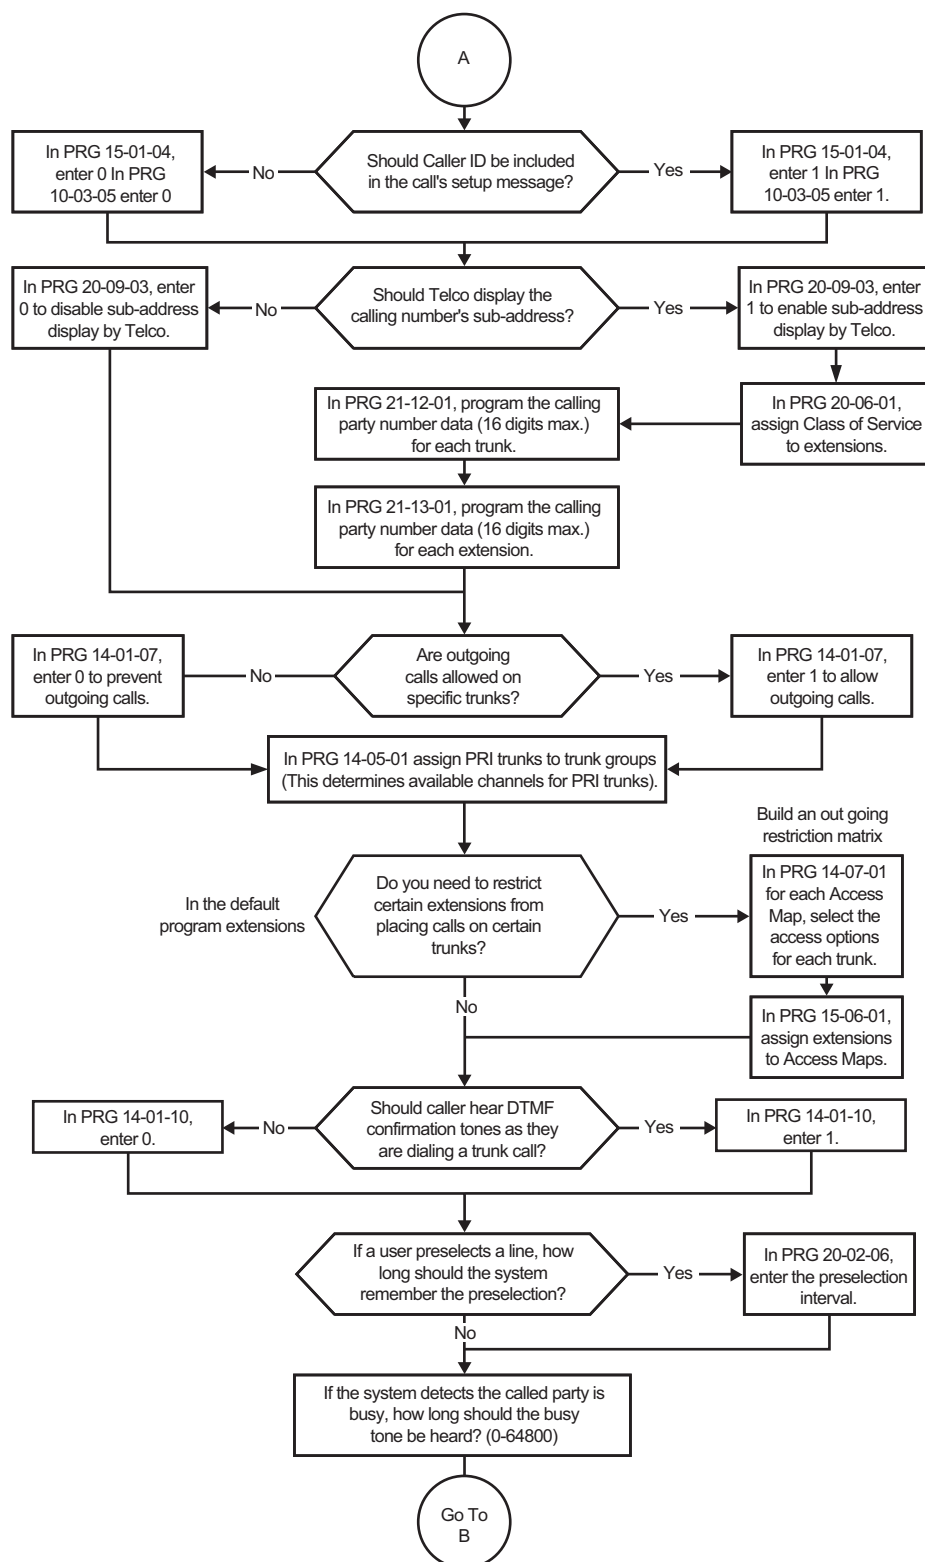 A
In PRG 15-01-04,
enter 0 In PRG
10-03-05 enter 0
No
Should Caller ID be included
in the call's setup message?
Yes
In PRG 15-01-04,
enter 1 In PRG
10-03-05 enter 1.
In PRG 20-09-03, enter
0 to disable sub-address
display by Telco.
No
Should Telco display the
calling number's sub-address?
Yes
In PRG 20-09-03, enter
1 to enable sub-address
display by Telco.
In PRG 21-12-01, program the calling
party number data (16 digits max.)
for each trunk.
In PRG 20-06-01,
assign Class of Service
to extensions.
In PRG 21-13-01, program the calling
party number data (16 digits max.)
for each extension.
In PRG 14-01-07,
enter 0 to prevent
outgoing calls.
No
Are outgoing
calls allowed on
specific trunks?
Yes
In PRG 14-01-07,
enter 1 to allow
outgoing calls.
In PRG 14-05-01 assign PRI trunks to trunk groups
(This determines available channels for PRI trunks).
Build an out going
restriction matrix
In the default
program extensions
Do you need to restrict
certain extensions from
placing calls on certain
trunks?
Yes
In PRG 14-07-01
for each Access
Map, select the
access options
for each trunk.
No
In PRG 15-06-01,
assign extensions
to Access Maps.
In PRG 14-01-10,
enter 0.
No
Should caller hear DTMF
confirmation tones as they
are dialing a trunk call?
Yes
In PRG 14-01-10,
enter 1.
If a user preselects a line, how
long should the system
remember the preselection?
Yes
In PRG 20-02-06,
enter the preselection
interval.
No
If the system detects the called party is
busy, how long should the busy
tone be heard? (0-64800)
Go To
B